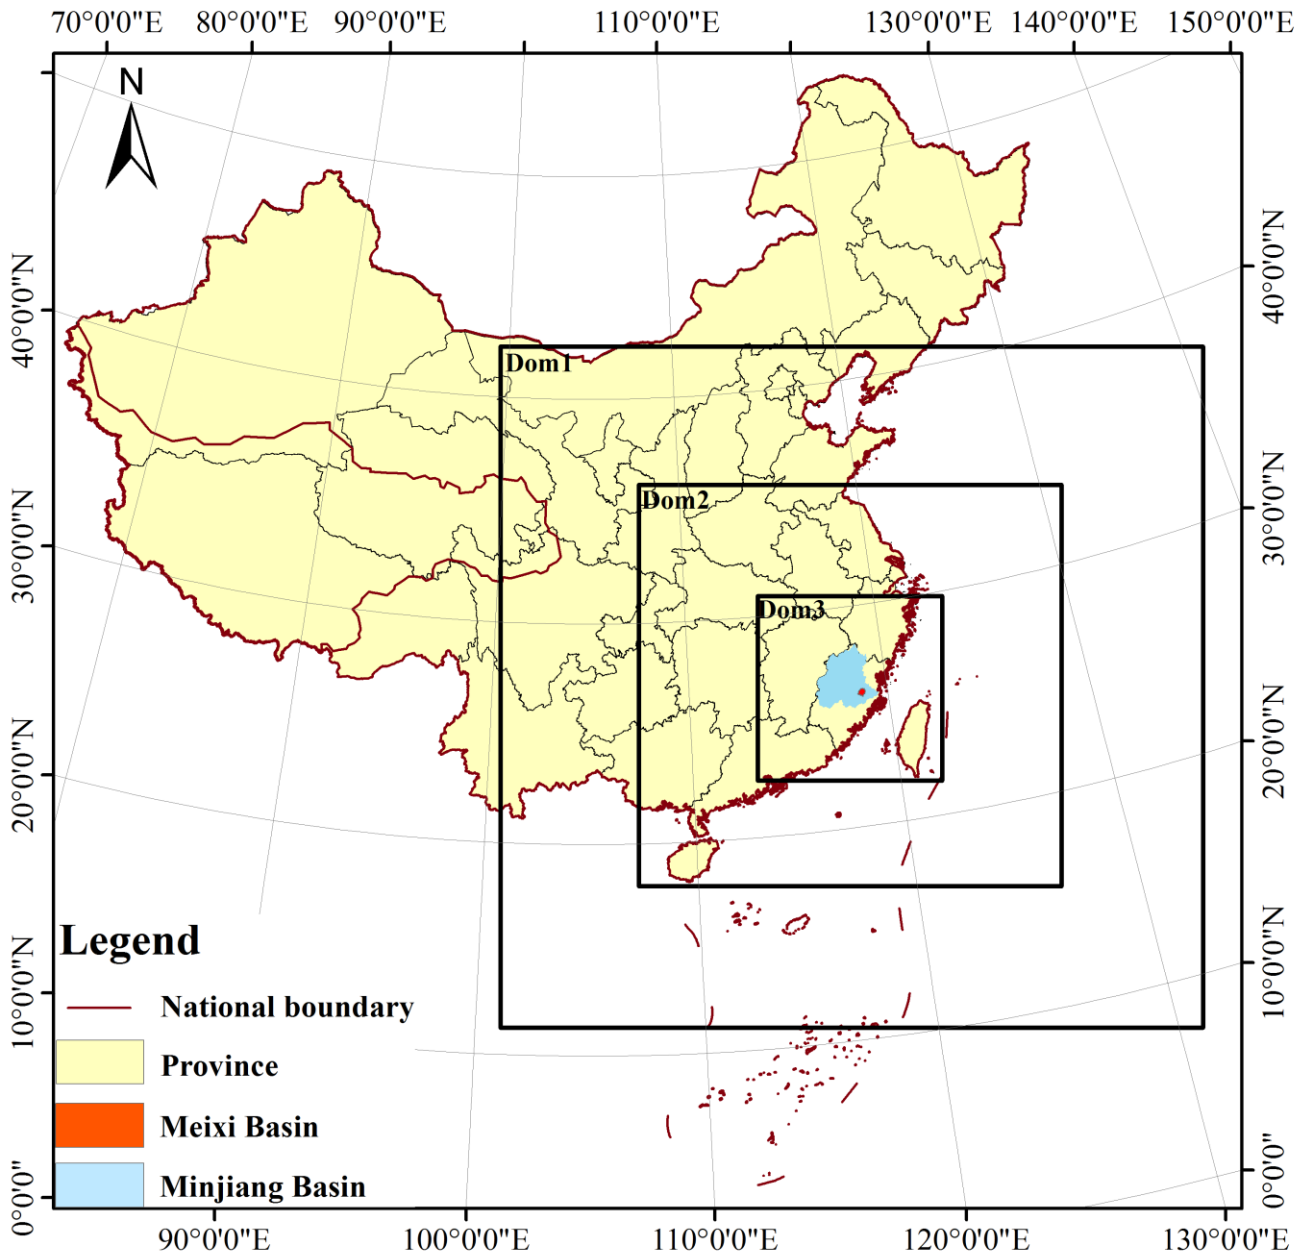 70°0'0"E 80°0'0"E 90°0'0"E 110°0'0"E 130°0'0"E 140°0'0"E 150°0'0"E
N
40°0'0"N
40°0'0"N
Dom1
Dom2
30°0'0"N
30°0'0"N
Dom3
20°0'0"N
20°0'0"N
Legend
National boundary
10°0'0"N
10°0'0"N
Province
Meixi Basin
Minjiang Basin
0°0'0"
0°0'0"
90°0'0"E 100°0'0"E 110°0'0"E 120°0'0"E 130°0'0"E